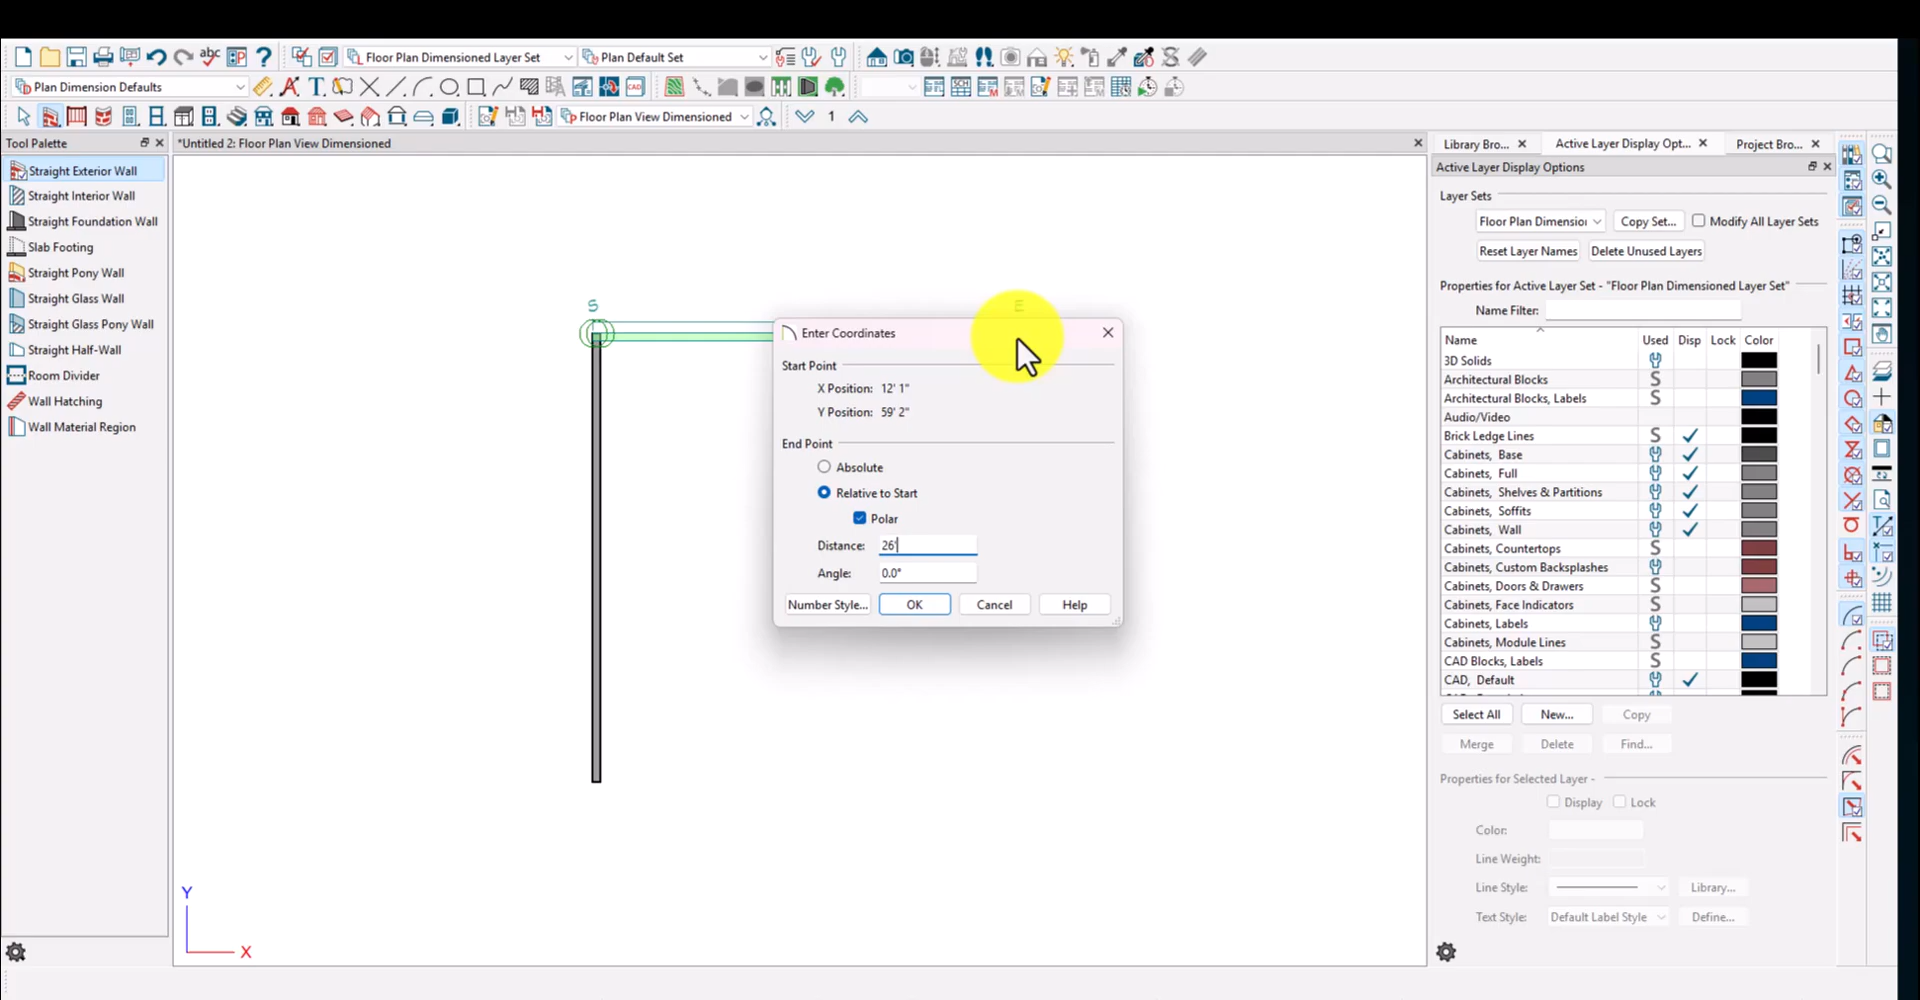 abc
?
Floor Plan Dimensioned Layer Set
Plan Default Set
Plan Dimension Defaults
A
T
CAD
SCH
Floor Plan View Dimensioned
1
Tool Palette
Straight Exterior Wall
Straight Interior Wall
Straight Foundation Wall
Slab Footing
Straight Pony Wall
Straight Glass Wall
Straight Glass Pony Wall
Straight Half-Wall
Room Divider
Wall Hatching
Wall Material Region
*Untitled 2: Floor Plan View Dimensioned
S
E
Y
X
Enter Coordinates
Start Point
X Position: 12' 1"
Y Position: 59' 2"
End Point
Absolute
Relative to Start
Polar
Distance: 26'
Angle: 0.0°
Number Style... OK Cancel Help
Library Bro...
Active Layer Display Opt...
Project Bro...
Active Layer Display Options
Layer Sets
Floor Plan Dimensio
Copy Set...
Modify All Layer Sets
Reset Layer Names
Delete Unused Layers
Properties for Active Layer Set - "Floor Plan Dimensioned Layer Set"
Name Filter:
Name Used Disp Lock Color
3D Solids
Architectural Blocks S
Architectural Blocks, Labels S
Audio/Video
Brick Ledge Lines S
Cabinets, Base
Cabinets, Full
Cabinets, Shelves & Partitions
Cabinets, Soffits
Cabinets, Wall
Cabinets, Countertops S
Cabinets, Custom Backsplashes
Cabinets, Doors & Drawers S
Cabinets, Face Indicators S
Cabinets, Labels
Cabinets, Module Lines S
CAD Blocks, Labels S
CAD, Default
Select All New... Copy
Merge Delete Find...
Properties for Selected Layer -
Display Lock
Color:
Line Weight:
Line Style: Library...
Text Style: Default Label Style Define...